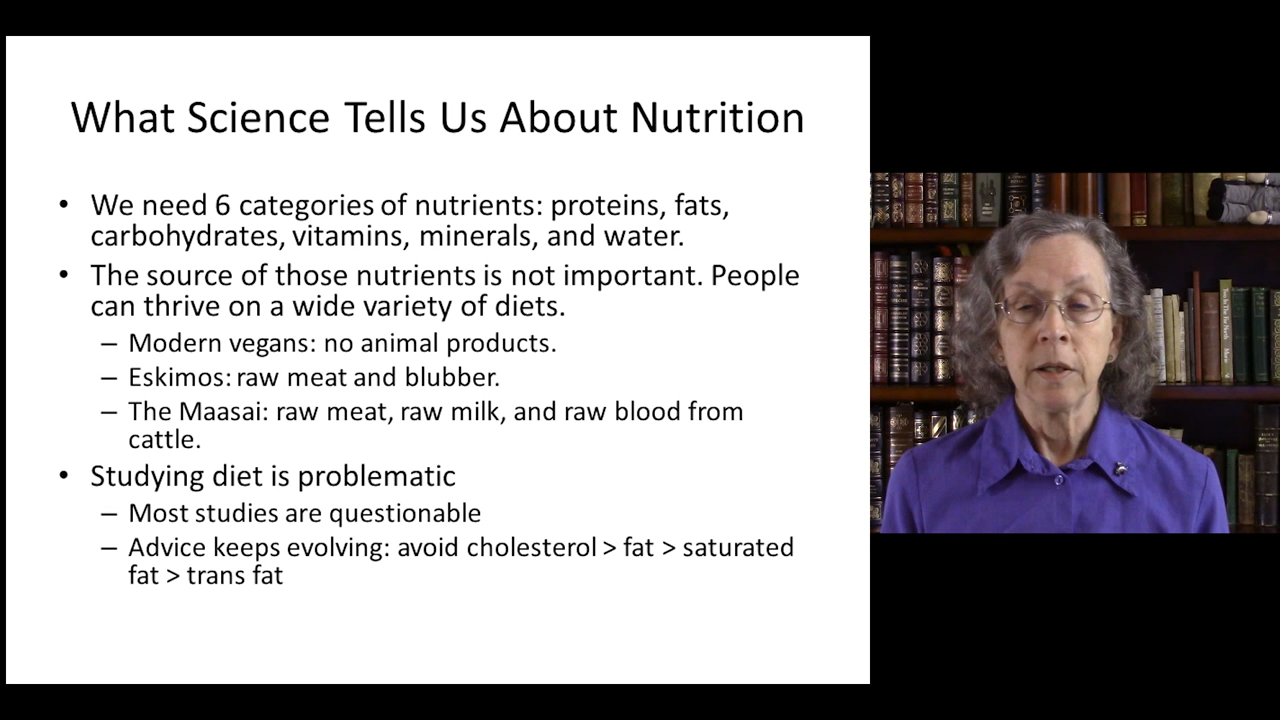 What Science Tells Us About Nutrition
• We need 6 categories of nutrients: proteins, fats,
carbohydrates, vitamins, minerals, and water.
• The source of those nutrients is not important. People
can thrive on a wide variety of diets.
– Modern vegans: no animal products.
– Eskimos: raw meat and blubber.
– The Maasai: raw meat, raw milk, and raw blood from
cattle.
• Studying diet is problematic
– Most studies are questionable
– Advice keeps evolving: avoid cholesterol > fat > saturated
fat > trans fat